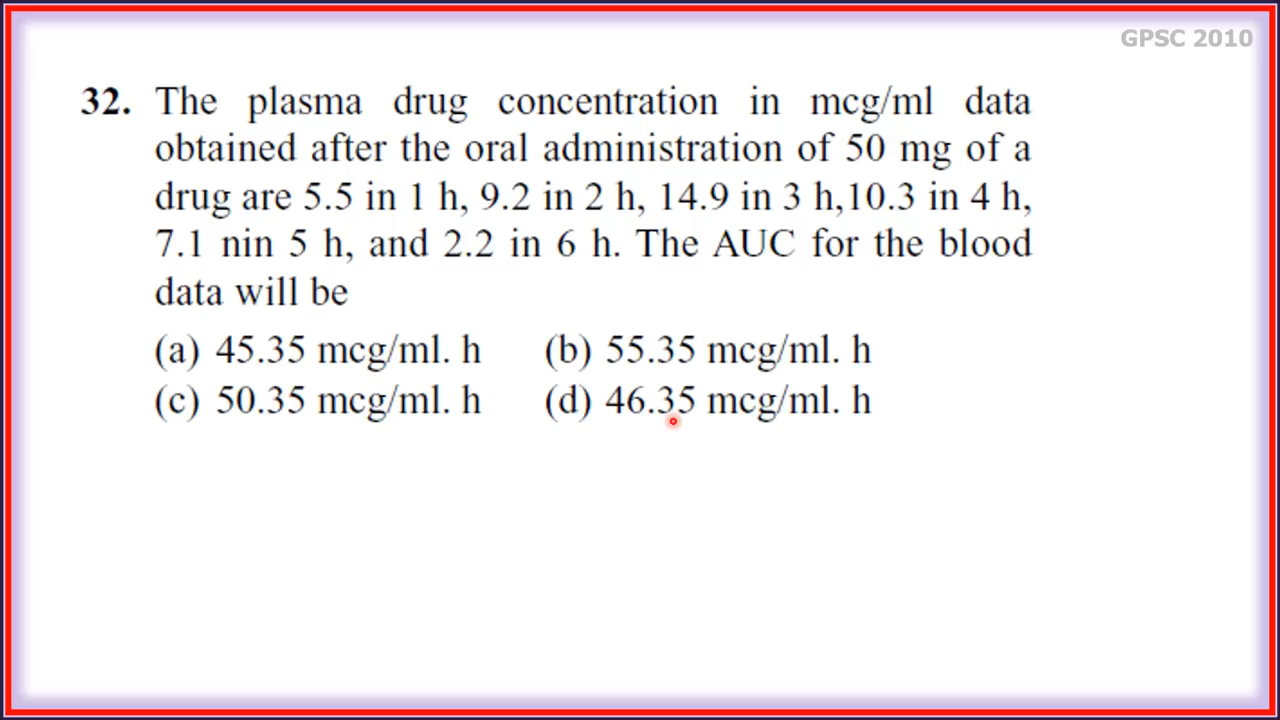 GPSC 2010
32. The plasma drug concentration in mcg/ml data
obtained after the oral administration of 50 mg of a
drug are 5.5 in 1 h, 9.2 in 2 h, 14.9 in 3 h,10.3 in 4 h,
7.1 nin 5 h, and 2.2 in 6 h. The AUC for the blood
data will be
(a) 45.35 mcg/ml. h (b) 55.35 mcg/ml. h
(c) 50.35 mcg/ml. h (d) 46.35 mcg/ml. h